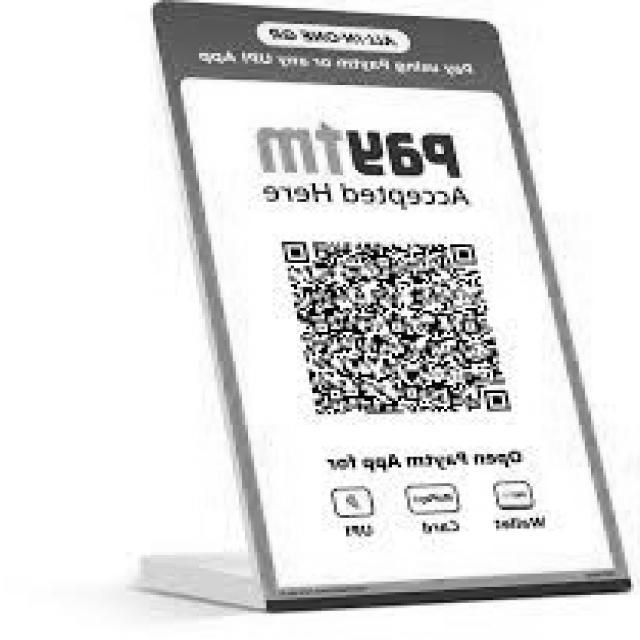 ALL-IN-ONE QR
Pay using Paytm or any UPI App
paytm
Accepted Here
Open Paytm App for
Wallet Card UPI